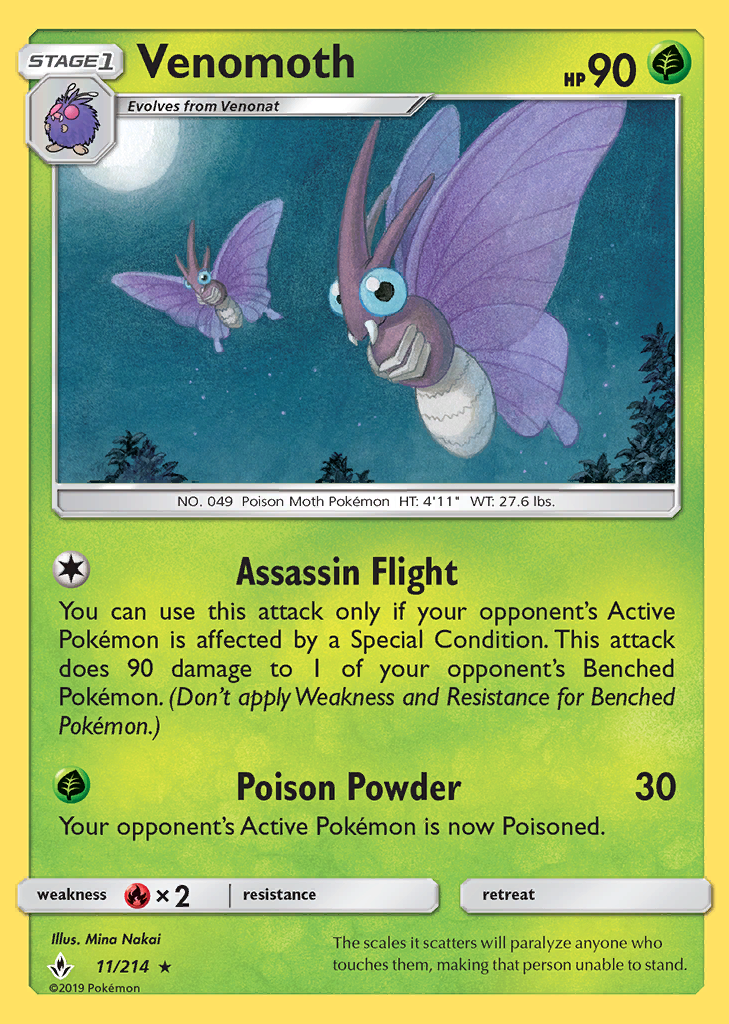 STAGE 1
Venomoth
HP 90
Evolves from Venonat
NO. 049 Poison Moth Pokémon HT: 4'11" WT: 27.6 lbs.
Assassin Flight
You can use this attack only if your opponent's Active
Pokémon is affected by a Special Condition. This attack
does 90 damage to 1 of your opponent's Benched
Pokémon. (Don't apply Weakness and Resistance for Benched
Pokémon.)
Poison Powder 30
Your opponent's Active Pokémon is now Poisoned.
weakness × 2 resistance retreat
Illus. Mina Nakai
11/214 ★
©2019 Pokémon
The scales it scatters will paralyze anyone who
touches them, making that person unable to stand.